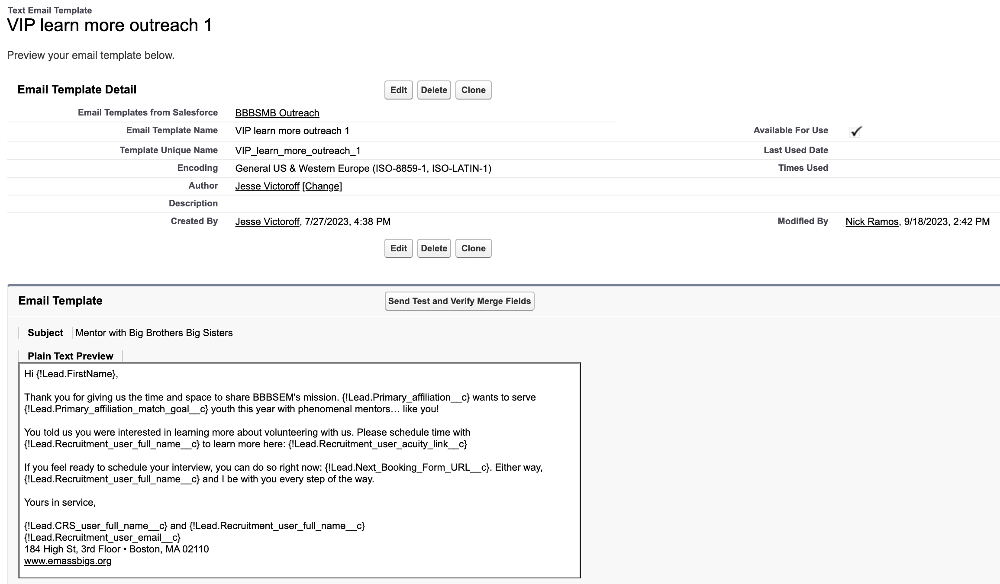 Text Email Template
VIP learn more outreach 1
Preview your email template below.
Email Template Detail
Edit Delete Clone
Email Templates from Salesforce BBBSMB Outreach
Email Template Name VIP learn more outreach 1 Available For Use
Template Unique Name VIP_learn_more_outreach_1 Last Used Date
Encoding General US & Western Europe (ISO-8859-1, ISO-LATIN-1) Times Used
Author Jesse Victoroff [Change]
Description
Created By Jesse Victoroff, 7/27/2023, 4:38 PM Modified By Nick Ramos, 9/18/2023, 2:42 PM
Edit Delete Clone
Email Template Send Test and Verify Merge Fields
Subject Mentor with Big Brothers Big Sisters
Plain Text Preview
Hi {!Lead.FirstName},
Thank you for giving us the time and space to share BBBSEM's mission. {!Lead.Primary_affiliation__c} wants to serve
{!Lead.Primary_affiliation_match_goal__c} youth this year with phenomenal mentors… like you!
You told us you were interested in learning more about volunteering with us. Please schedule time with
{!Lead.Recruitment_user_full_name__c} to learn more here: {!Lead.Recruitment_user_acuity_link__c}
If you feel ready to schedule your interview, you can do so right now: {!Lead.Next_Booking_Form_URL__c}. Either way,
{!Lead.Recruitment_user_full_name__c} and I be with you every step of the way.
Yours in service,
{!Lead.CRS_user_full_name__c} and {!Lead.Recruitment_user_full_name__c}
{!Lead.Recruitment_user_email__c}
184 High St, 3rd Floor • Boston, MA 02110
www.emassbigs.org